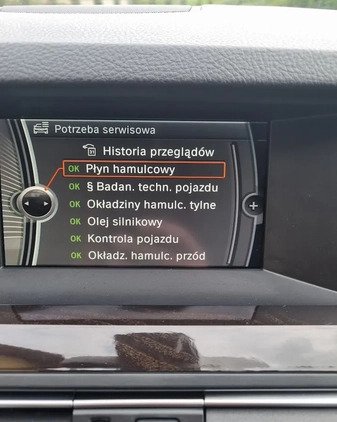 Potrzeba serwisowa
31 Historia przeglądów
OK Płyn hamulcowy
OK § Badan. techn. pojazdu
OK Okładziny hamulc. tylne
OK Olej silnikowy
OK Kontrola pojazdu
OK Okładz. hamulc. przód